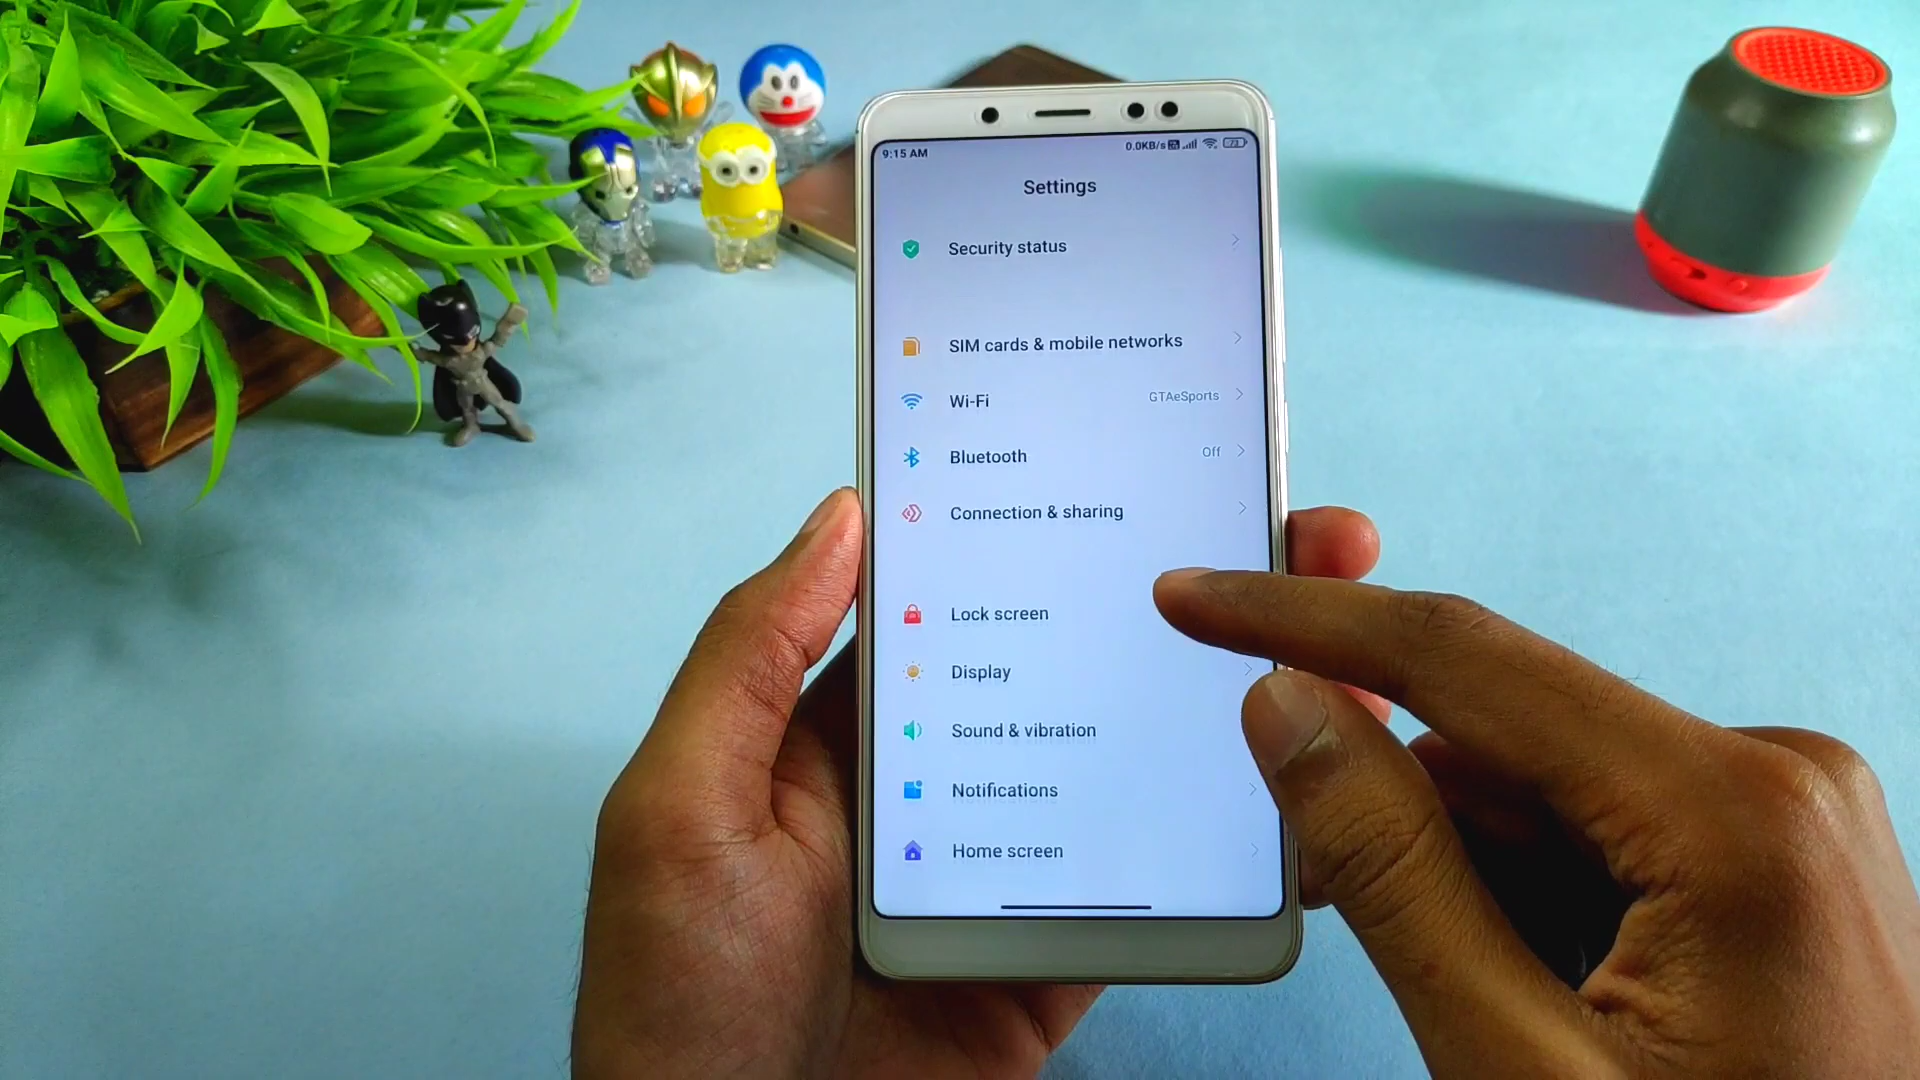 9:15 AM
0.0KB/s
73
Settings
Security status
SIM cards & mobile networks
Wi-Fi
GTAeSports
Bluetooth
Off
Connection & sharing
Lock screen
Display
Sound & vibration
Notifications
Home screen